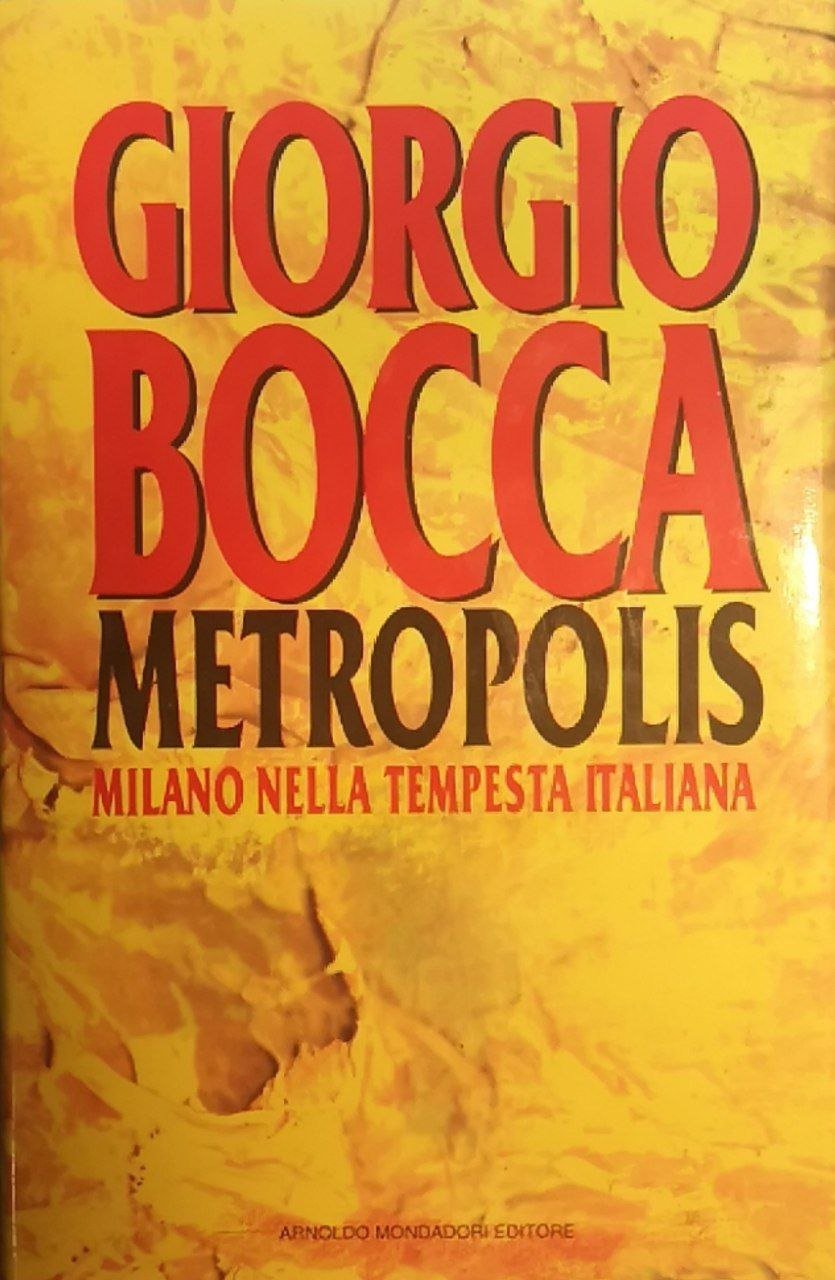 GIORGIO
BOCCA
METROPOLIS
MILANO NELLA TEMPESTA ITALIANA
ARNOLDO MONDADORI EDITORE